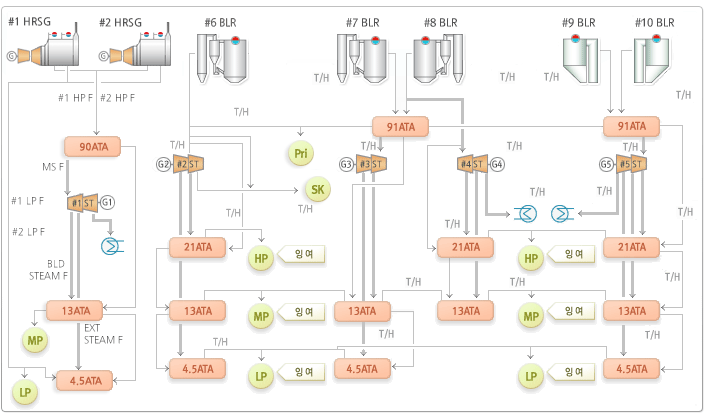 #1 HRSG
#2 HRSG
#6 BLR
#7 BLR
#8 BLR
#9 BLR
#10 BLR
G
G
T/H
T/H
T/H
T/H
#1 HP F
#2 HP F
T/H
T/H
T/H
91ATA
91ATA
90ATA
T/H
Pri
T/H
T/H
T/H
MS F
G2
#2 ST
G3
#3 ST
#4 ST
G4
G5
#5 ST
SK
T/H
T/H
#1 LP F
#1 ST
G1
T/H
T/H
T/H
T/H
#2 LP F
21ATA
HP
잉여
21ATA
HP
잉여
21ATA
BLD
STEAM F
T/H
T/H
T/H
13ATA
13ATA
MP
잉여
13ATA
13ATA
MP
잉여
13ATA
EXT
STEAM F
MP
T/H
T/H
T/H
4.5ATA
4.5ATA
LP
잉여
4.5ATA
LP
잉여
4.5ATA
LP